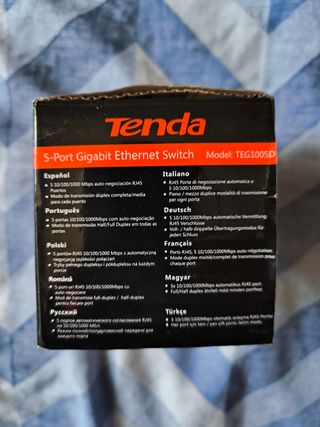 Tenda
5-Port Gigabit Ethernet Switch Model: TEG1005D
Español
5 10/100/1000 Mbps auto-negociación RJ45
Puertos
Modo de transmisión dúplex completa/media
para cada puerto
Português
5 portas 10/100/1000Mbps com auto-negociação
Modo de transmissão Half/Full Duplex em todas as
portas
Polski
5 portów RJ45 10/100/1000 Mbps z automatyczną
negocjacją szybkości połączeń
Tryby pełnego dupleksu i półdupleksu na każdym
porcie
Română
5 port-uri RJ45 10/100/1000Mbps cu
auto-negociere
Mod de transmisie full-duplex / half-duplex
pentru fiecare port
Русский
5 портов автоматического согласования RJ45
на 10/100/1000 Мб/с
Режим полной/полудуплексной передачи для
каждого порта
Italiano
RJ45 Porte di negoziazione automatica a
5 10/100/1000Mbps
Pieno / mezzo duplex modalità di trasmissione
per ogni porta
Deutsch
5 10/100/1000Mbps automatische Vermittlung
RJ45 Verschlüsse
Voll- / halb doppelte Übertragungsmodus für
jeden Schluss
Français
Ports RJ45, 5 10/100/1000Mbps auto-négotiation
Mode duplex moitié/complet de transmission pour
chaque port
Magyar
5x 10/100/1000Mbps automatikus RJ45 port
Full/Half duplex átviteli mód minden porthoz
Türkçe
5 10/100/1000Mbps otomatik anlaşma RJ45 Portları
Her port için tam / yarı çift yönlü iletim modu